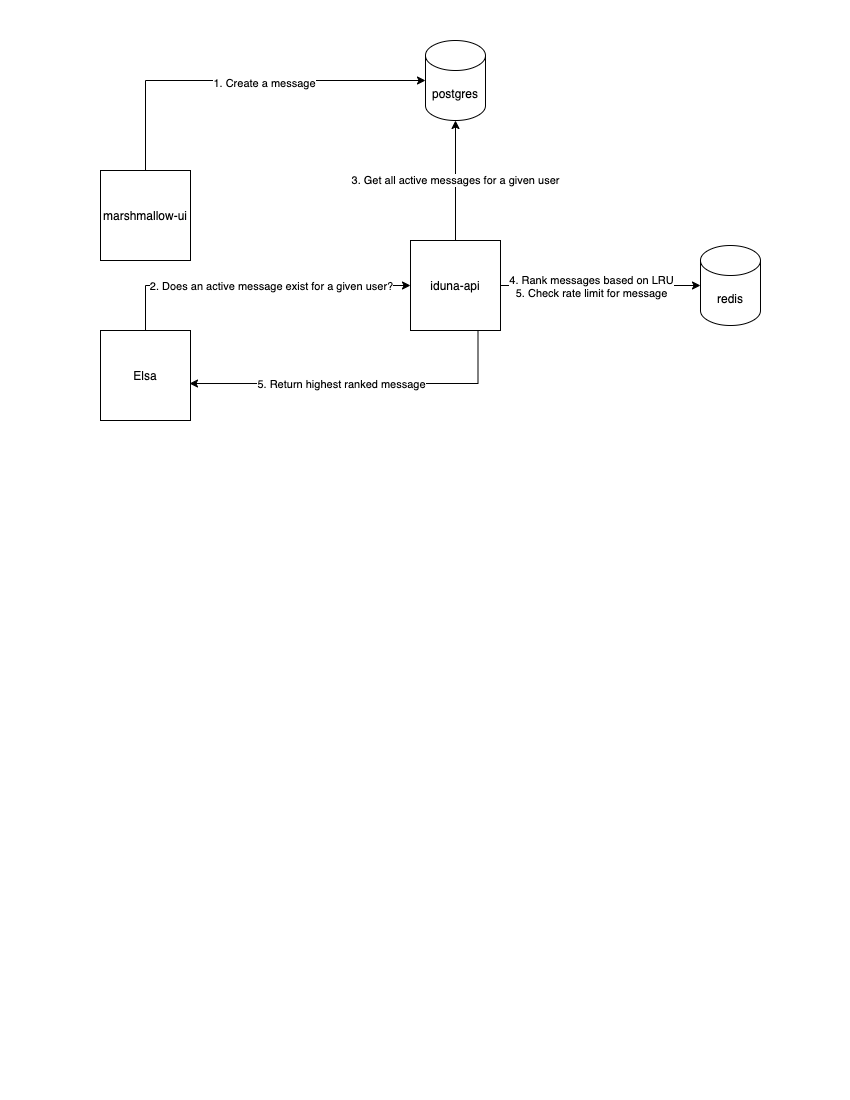 1. Create a message
postgres
3. Get all active messages for a given user
marshmallow-ui
2. Does an active message exist for a given user?
iduna-api
4. Rank messages based on LRU
5. Check rate limit for message
redis
Elsa
5. Return highest ranked message